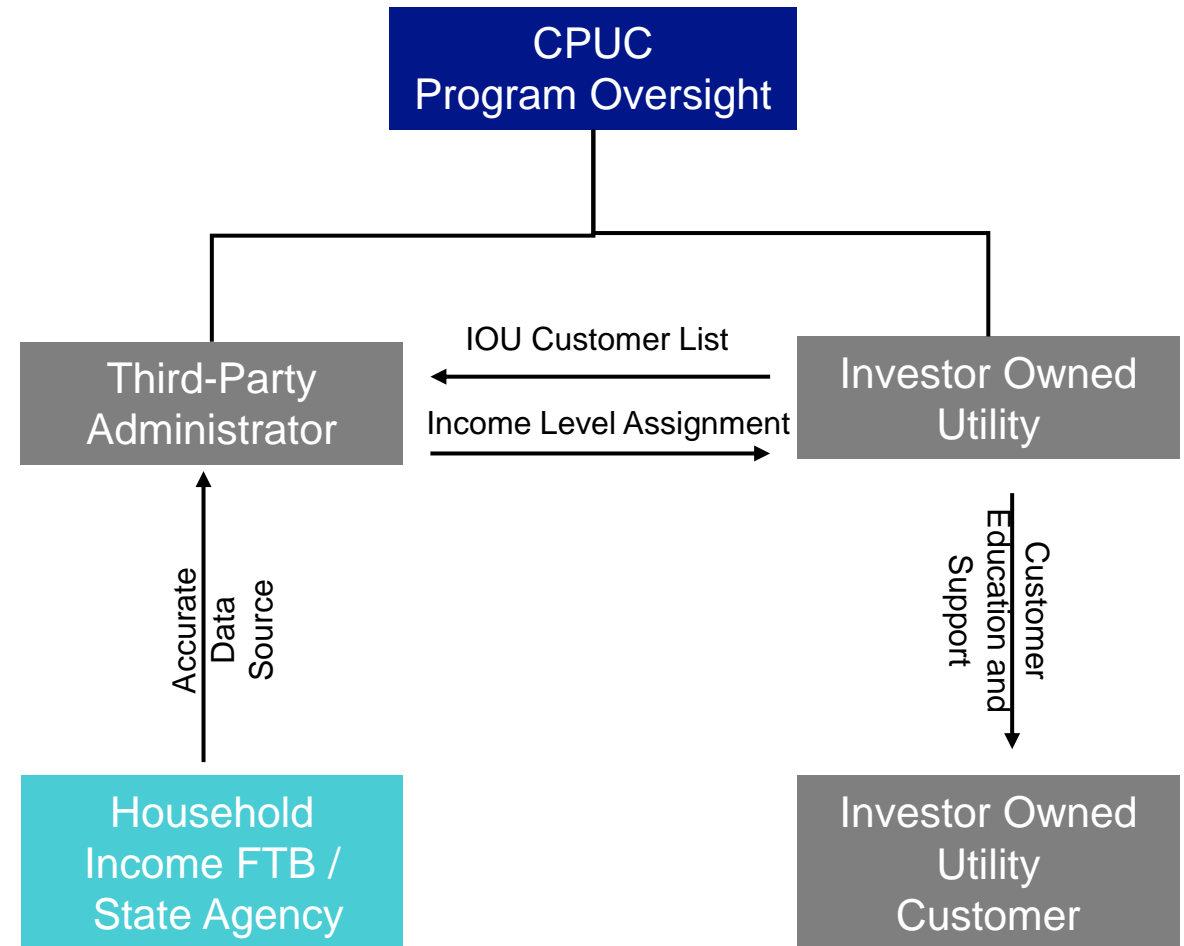 CPUC
Program Oversight
IOU Customer List
Third-Party
Administrator
Investor Owned
Utility
Income Level Assignment
Accurate
Data
Source
Customer
Education and
Support
Household
Income FTB /
State Agency
Investor Owned
Utility
Customer